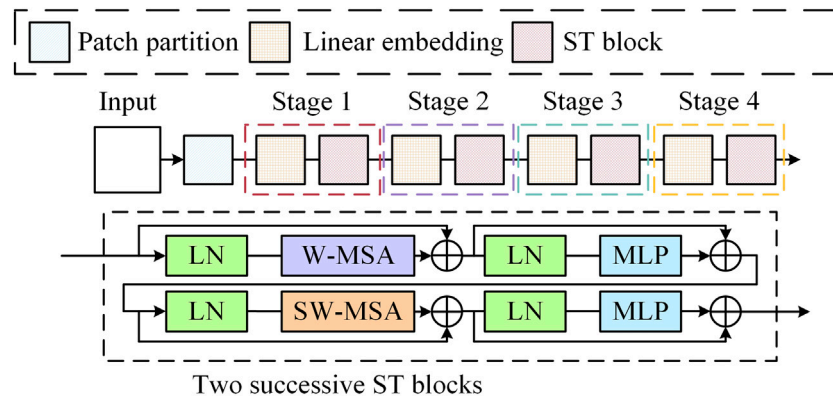 Patch partition Linear embedding ST block
Input Stage 1 Stage 2 Stage 3 Stage 4
LN W-MSA LN MLP
LN SW-MSA LN MLP
Two successive ST blocks